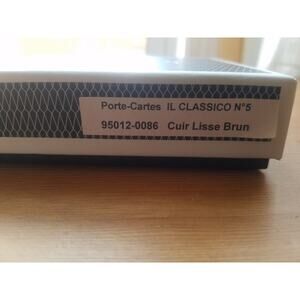 Porte-Cartes IL CLASSICO N°5
95012-0086 Cuir Lisse Brun